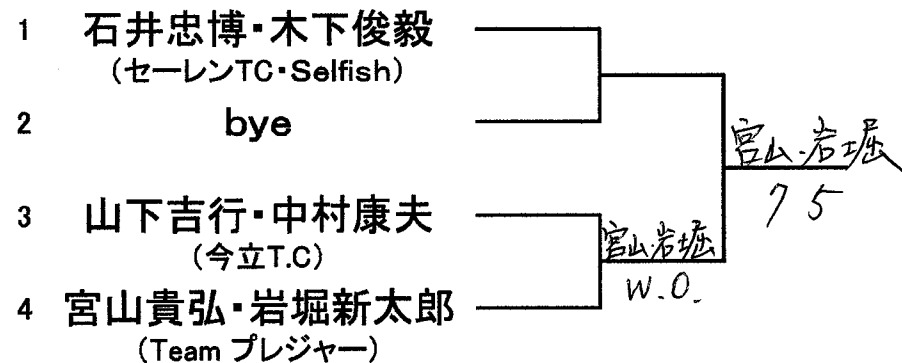 1 石井忠博・木下俊毅
(セーレンTC・Selfish)
2 bye
宮山・岩堀
7 5
3 山下吉行・中村康夫
(今立T.C)
宮山・岩堀
W.O.
4 宮山貴弘・岩堀新太郎
(Team プレジャー)